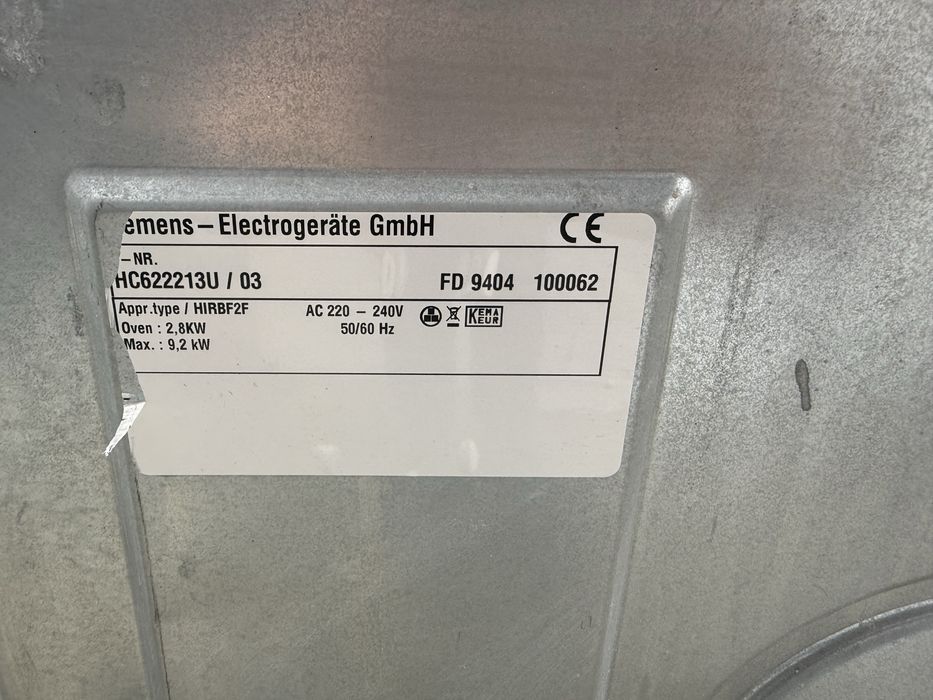 emens – Electrogeräte GmbH CE
–NR.
HC622213U / 03 FD 9404 100062
Appr.type / HIRBF2F AC 220 – 240V KEMA
Oven : 2,8KW 50/60 Hz KEUR
Max. : 9,2 kW